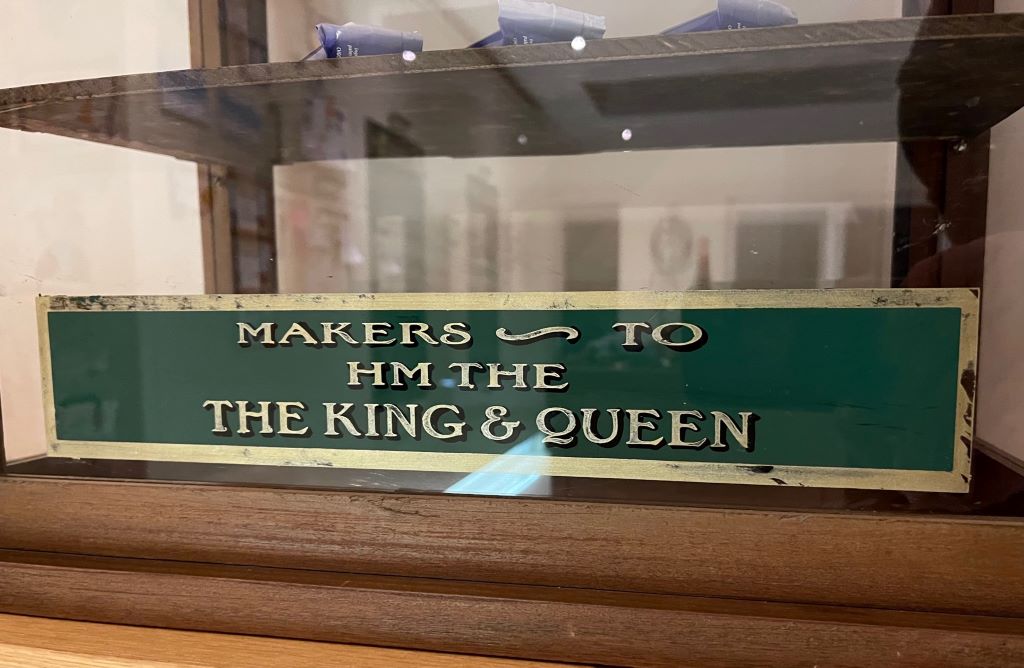 MAKERS TO
HM THE
THE KING & QUEEN